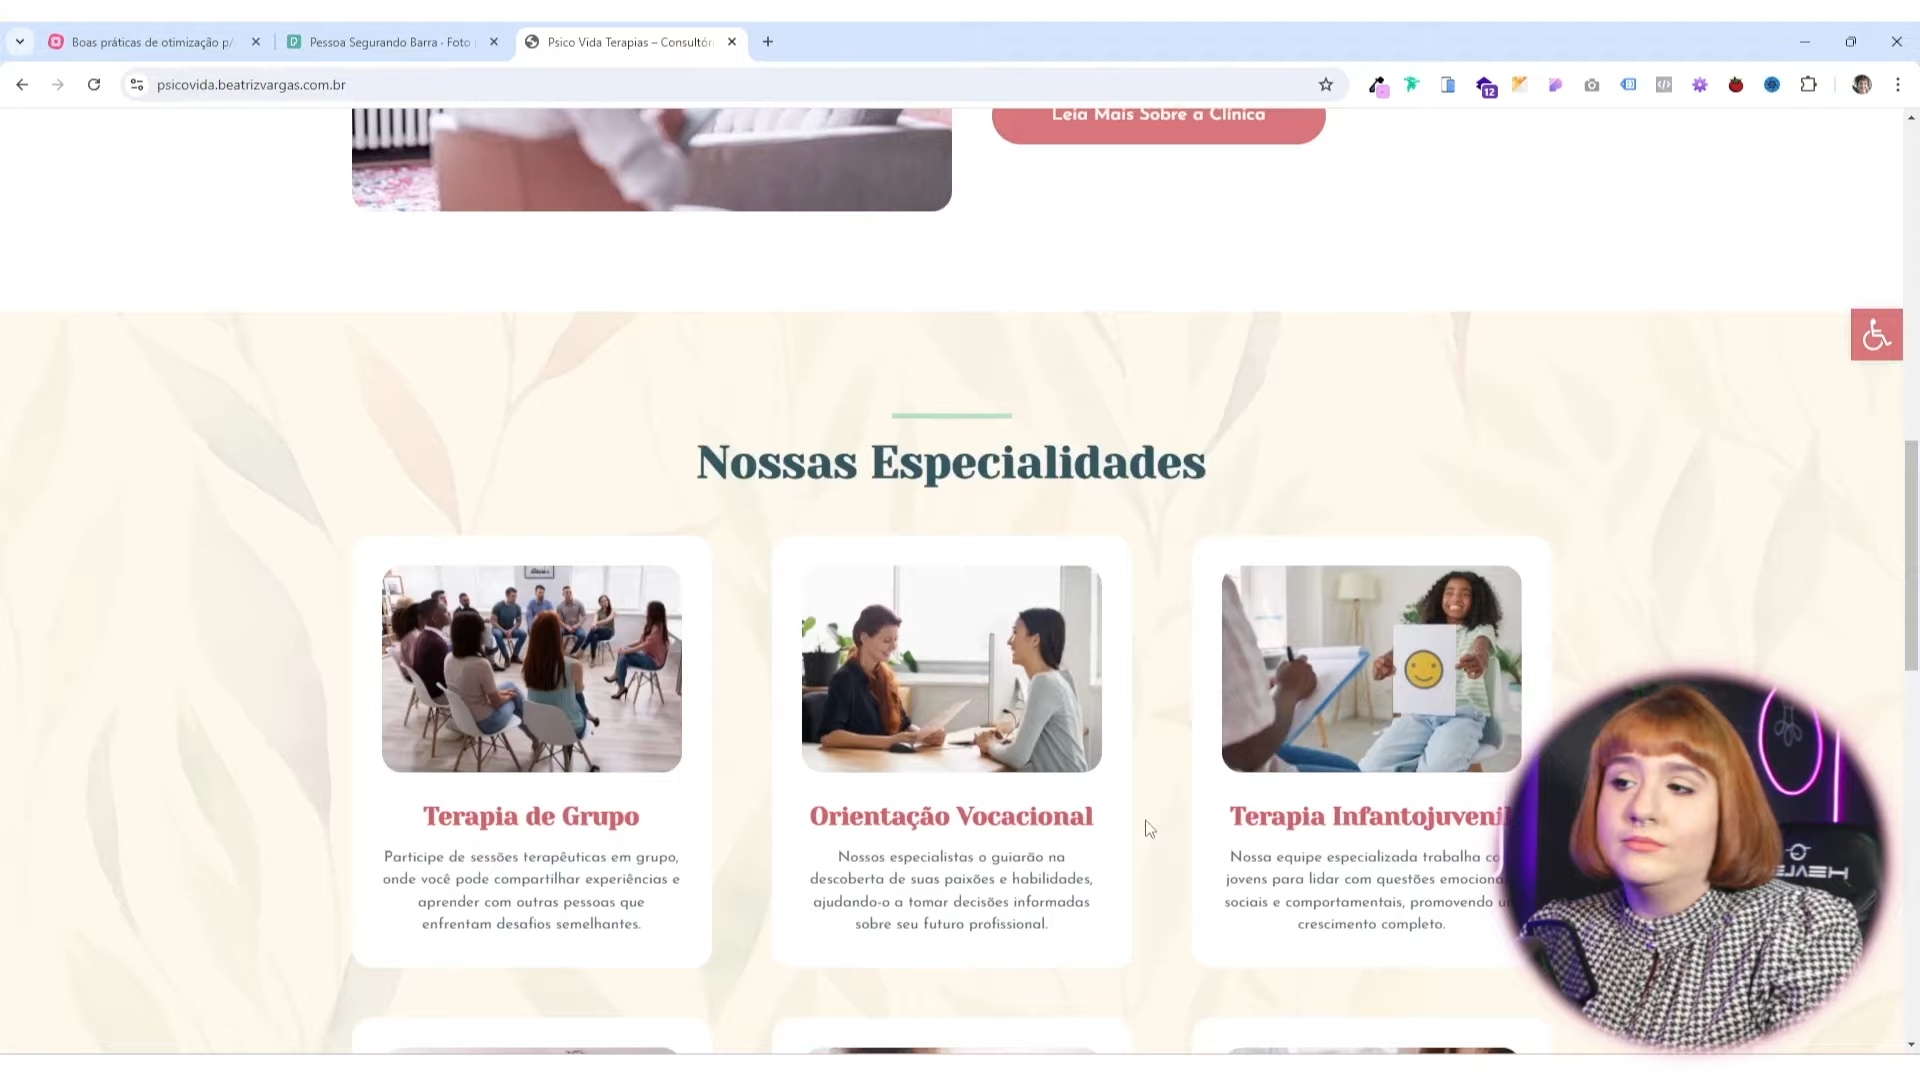 Boas práticas de otimização p/
Pessoa Segurando Barra · Foto
Psico Vida Terapias – Consultór
psicovida.beatrizvargas.com.br
12
Leia Mais Sobre a Clínica
Nossas Especialidades
Terapia de Grupo
Participe de sessões terapêuticas em grupo,
onde você pode compartilhar experiências e
aprender com outras pessoas que
enfrentam desafios semelhantes.
Orientação Vocacional
Nossos especialistas o guiarão na
descoberta de suas paixões e habilidades,
ajudando-o a tomar decisões informadas
sobre seu futuro profissional.
Terapia Infantojuvenil
Nossa equipe especializada trabalha co
jovens para lidar com questões emociona
sociais e comportamentais, promovendo u
crescimento completo.